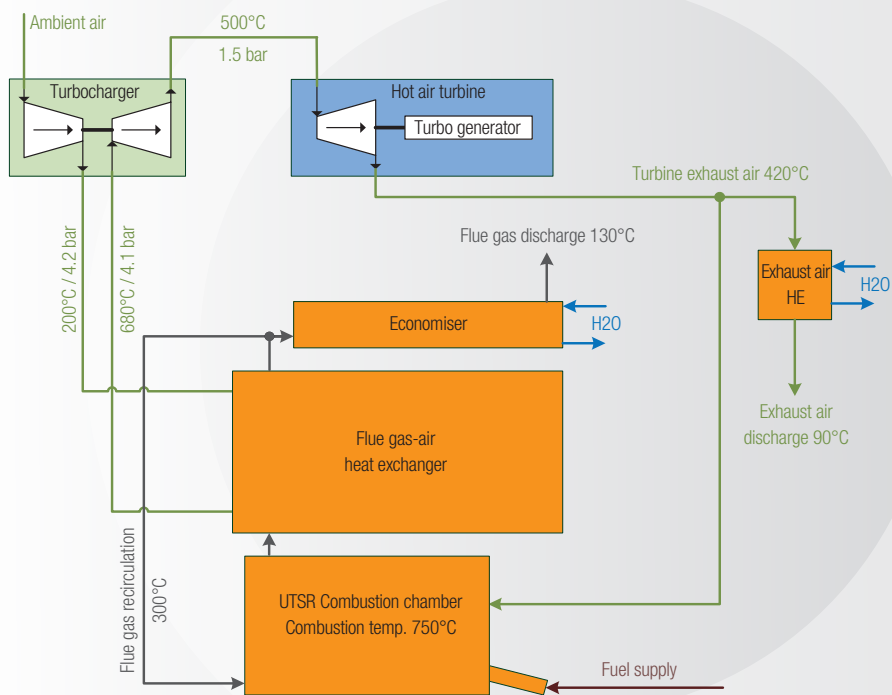 Ambient air
500°C
1.5 bar
Turbocharger
Hot air turbine
Turbo generator
Turbine exhaust air 420°C
200°C / 4.2 bar
680°C / 4.1 bar
Flue gas discharge 130°C
Exhaust air
HE
H2O
Economiser
H2O
Exhaust air
discharge 90°C
Flue gas-air
heat exchanger
Flue gas recirculation
300°C
UTSR Combustion chamber
Combustion temp. 750°C
Fuel supply